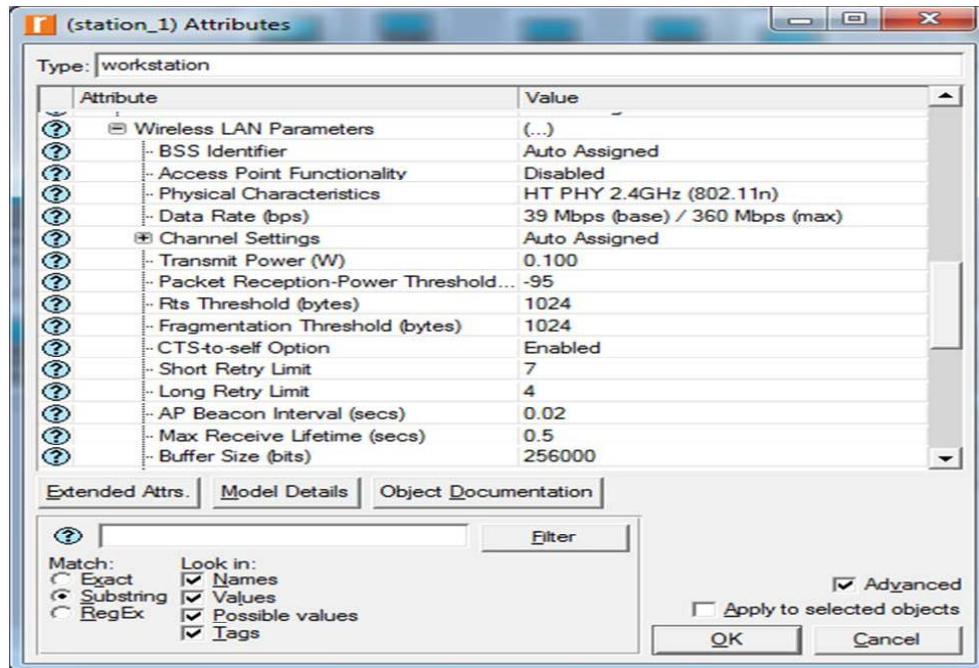 (station_1) Attributes
Type: workstation
Attribute Value
Wireless LAN Parameters (...)
BSS Identifier Auto Assigned
Access Point Functionality Disabled
Physical Characteristics HT PHY 2.4GHz (802.11n)
Data Rate (bps) 39 Mbps (base) / 360 Mbps (max)
Channel Settings Auto Assigned
Transmit Power (W) 0.100
Packet Reception-Power Threshold... -95
Rts Threshold (bytes) 1024
Fragmentation Threshold (bytes) 1024
CTS-to-self Option Enabled
Short Retry Limit 7
Long Retry Limit 4
AP Beacon Interval (secs) 0.02
Max Receive Lifetime (secs) 0.5
Buffer Size (bits) 256000
Extended Attrs. Model Details Object Documentation
Filter
Match: Look in:
Exact Names
Substring Values
RegEx Possible values
Tags
Advanced
Apply to selected objects
OK Cancel